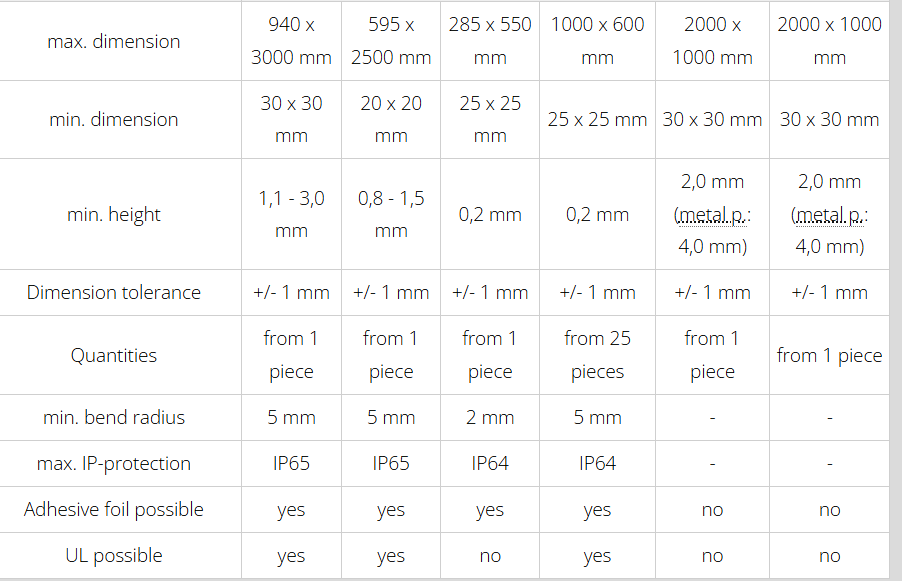 max. dimension 940 x 3000 mm 595 x 2500 mm 285 x 550 mm 1000 x 600 mm 2000 x 1000 mm 2000 x 1000 mm
min. dimension 30 x 30 mm 20 x 20 mm 25 x 25 mm 25 x 25 mm 30 x 30 mm 30 x 30 mm
min. height 1,1 - 3,0 mm 0,8 - 1,5 mm 0,2 mm 0,2 mm 2,0 mm (metal p.: 4,0 mm) 2,0 mm (metal p.: 4,0 mm)
Dimension tolerance +/- 1 mm +/- 1 mm +/- 1 mm +/- 1 mm +/- 1 mm +/- 1 mm
Quantities from 1 piece from 1 piece from 1 piece from 25 pieces from 1 piece from 1 piece
min. bend radius 5 mm 5 mm 2 mm 5 mm - -
max. IP-protection IP65 IP65 IP64 IP64 - -
Adhesive foil possible yes yes yes yes no no
UL possible yes yes no yes no no